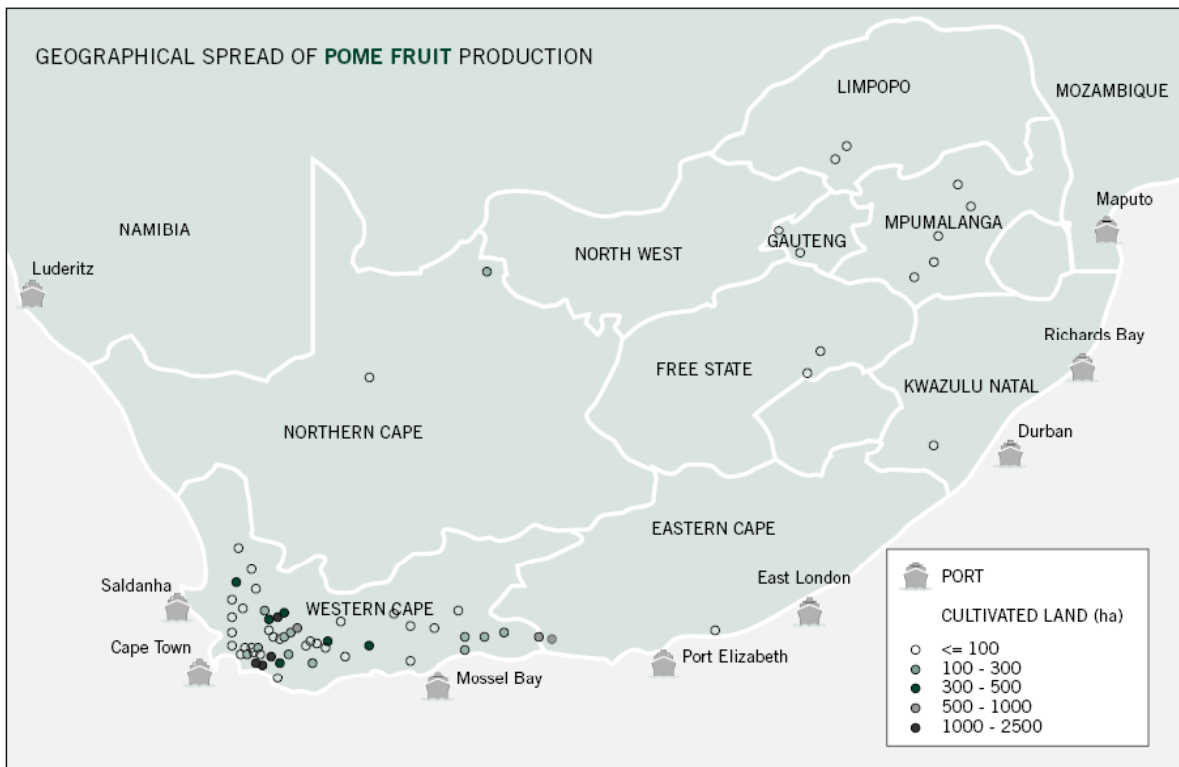 GEOGRAPHICAL SPREAD OF POME FRUIT PRODUCTION
LIMPOPO
MOZAMBIQUE
NAMIBIA
Maputo
MPUMALANGA
GAUTENG
NORTH WEST
Luderitz
Richards Bay
FREE STATE
KWAZULU NATAL
NORTHERN CAPE
Durban
EASTERN CAPE
East London
Saldanha
WESTERN CAPE
Cape Town
Port Elizabeth
Mossel Bay
PORT
CULTIVATED LAND (ha)
<= 100
100 - 300
300 - 500
500 - 1000
1000 - 2500